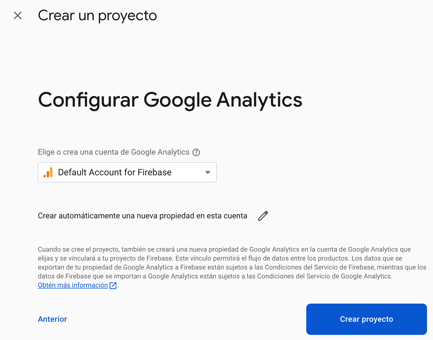 Crear un proyecto
Configurar Google Analytics
Elige o crea una cuenta de Google Analytics
Default Account for Firebase
Crear automáticamente una nueva propiedad en esta cuenta
Cuando se cree el proyecto, también se creará una nueva propiedad de Google Analytics en la cuenta de Google Analytics que
elijas y se vinculará a tu proyecto de Firebase. Este vínculo permitirá el flujo de datos entre los productos. Los datos que se
exportan de tu propiedad de Google Analytics a Firebase están sujetos a las Condiciones del Servicio de Firebase, mientras que los
datos de Firebase que se importan a Google Analytics están sujetos a las Condiciones del Servicio de Google Analytics.
Obtén más información
Anterior
Crear proyecto